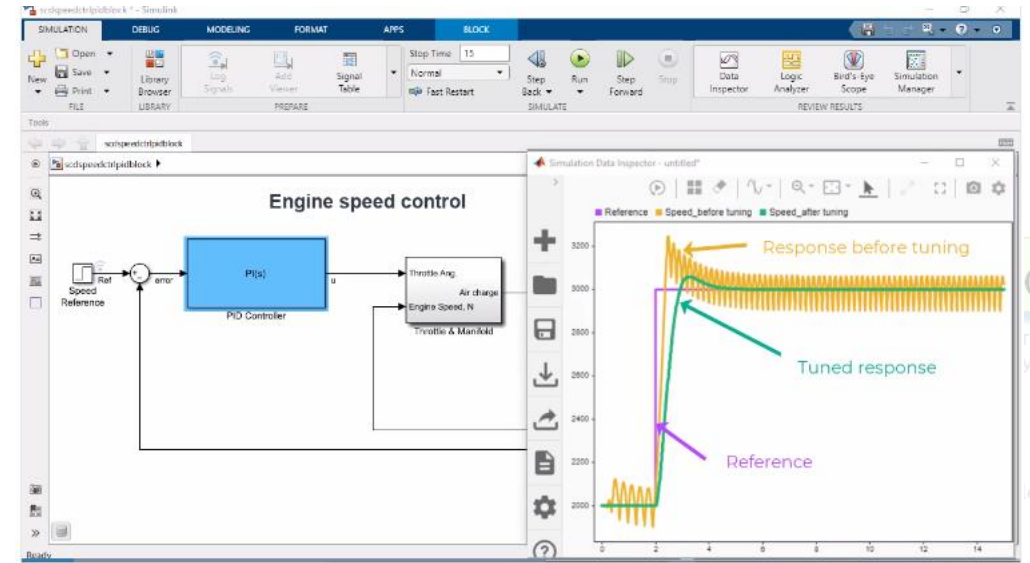 scdspeedctrlpidblock * - Simulink
SIMULATION DEBUG MODELING FORMAT APPS BLOCK
New
Open
Save
Print
FILE
Library
Browser
LIBRARY
Log
Signals
Add
Viewer
Signal
Table
PREPARE
Stop Time 15
Normal
Fast Restart
Step
Back
Run
Step
Forward
Stop
SIMULATE
Data
Inspector
Logic
Analyzer
Bird's-Eye
Scope
Simulation
Manager
REVIEW RESULTS
Tools
scdspeedctrlpidblock
scdspeedctrlpidblock
Engine speed control
Speed
Reference
Ref
error
PI(s)
PID Controller
u
Throttle Ang.
Air charge
Engine Speed, N
Throttle & Manifold
Ready
Simulation Data Inspector - untitled*
Reference Speed_before tuning Speed_after tuning
3200
3000
2800
2600
2400
2200
2000
0 2 4 6 8 10 12 14
Response before tuning
Tuned response
Reference